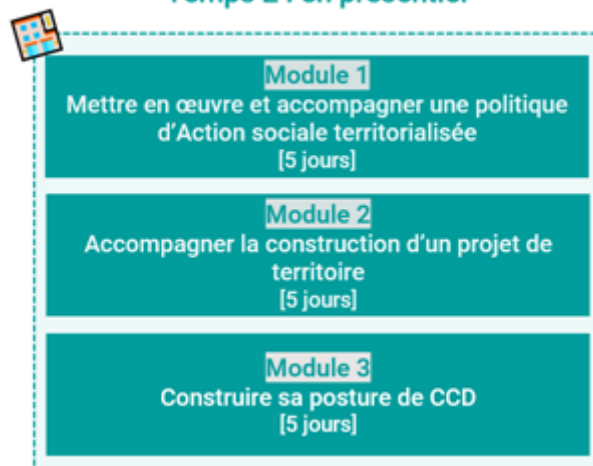 Temps 2 : en présentiel
Module 1
Mettre en œuvre et accompagner une politique
d'Action sociale territorialisée
[5 jours]
Module 2
Accompagner la construction d'un projet de
territoire
[5 jours]
Module 3
Construire sa posture de CCD
[5 jours]